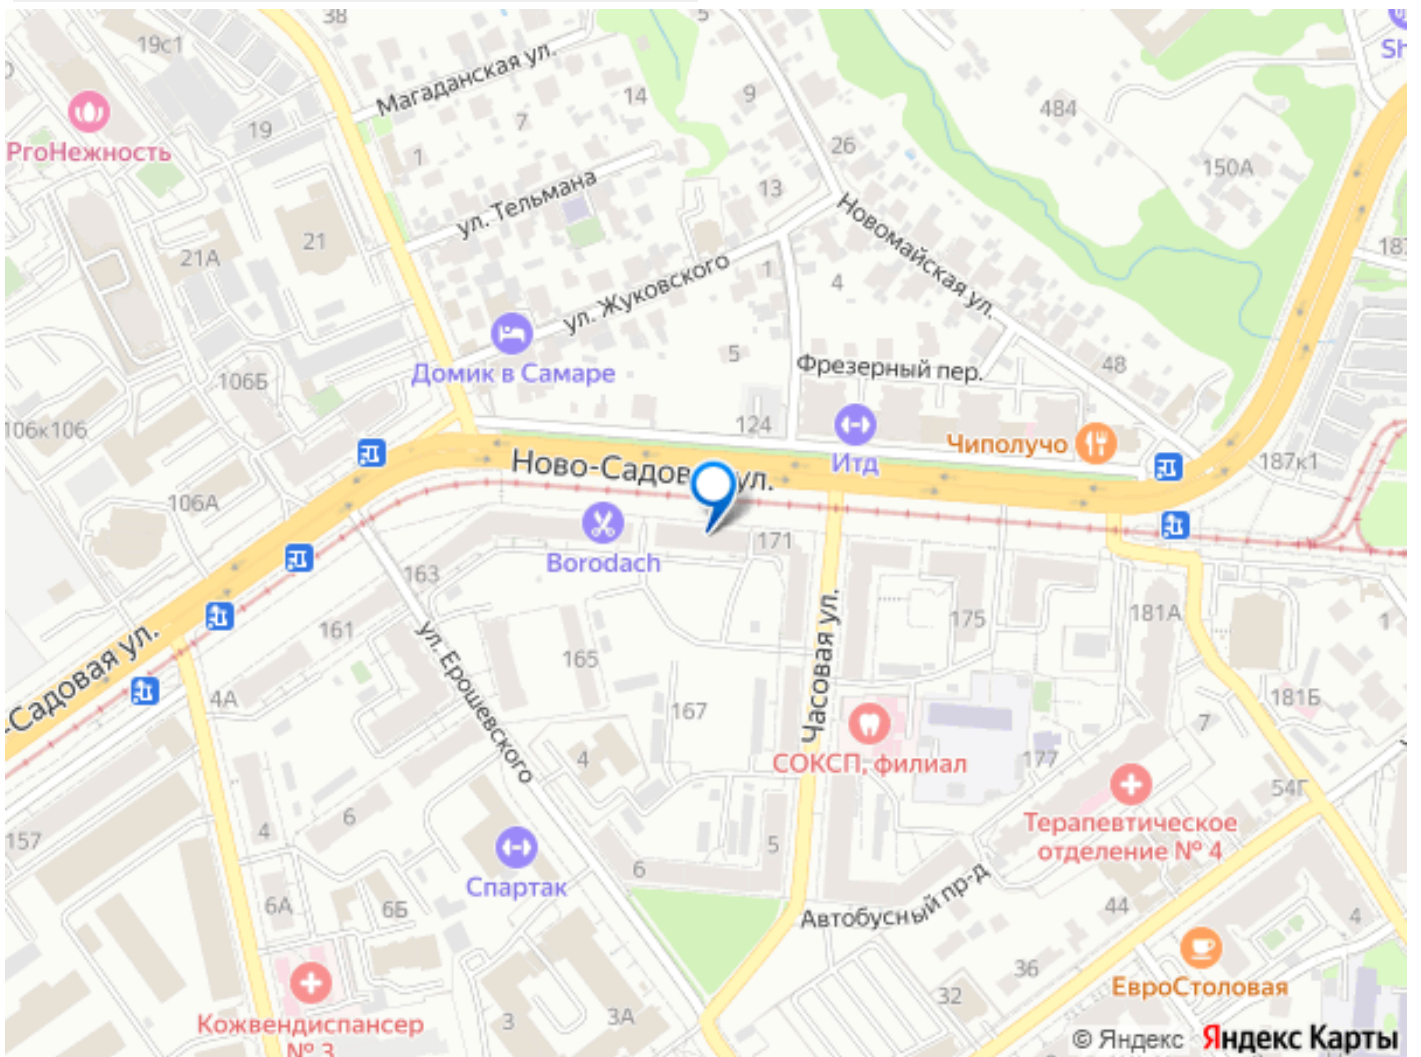 38
5
19с1
Sh
Магаданская ул.
14
9
484
7
19
РгоНежность
1
26
150А
13
ул. Тельмана
Новомайская ул.
21
21А
187
1
4
ул. Жуковского
5
Фрезерный пер.
48
Домик в Самаре
106Б
124
106к106
Чиполучо
Итд
187к1
Ново-Садов
ул.
106А
171
Borodach
163
175
181А
161
165
1
Часовая ул.
ул. Ерошевского
-Садовая ул.
4А
167
181Б
7
СОКСП, филиал
177
4
54Г
157
4
6
Терапевтическое
отделение № 4
5
6
Спартак
Автобусный пр-д
6А
6Б
44
4
36
ЕвроСтоловая
32
Кожвендиспансер
№ 3
3
3А
© Яндекс Яндекс Карты